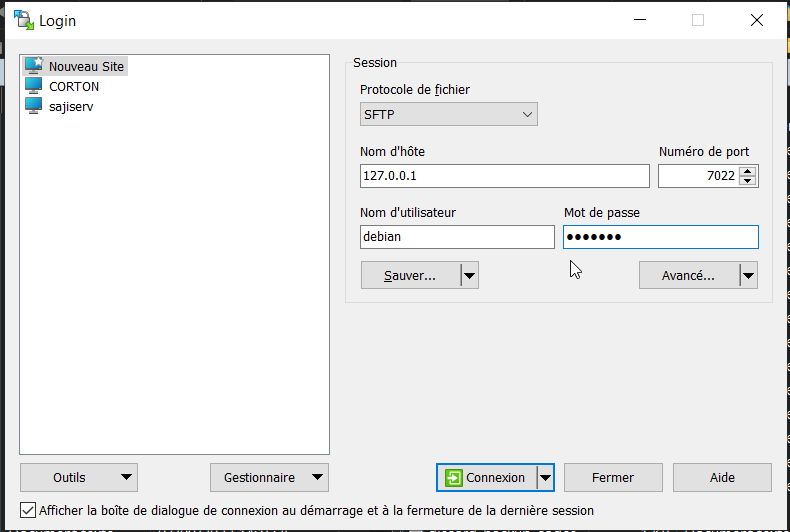 Login
Nouveau Site
CORTON
sajiserv
Session
Protocole de fichier
SFTP
Nom d'hôte
Numéro de port
127.0.0.1
7022
Nom d'utilisateur
Mot de passe
debian
●●●●●●●
Sauver...
Avancé...
Outils
Gestionnaire
Connexion
Fermer
Aide
Afficher la boîte de dialogue de connexion au démarrage et à la fermeture de la dernière session